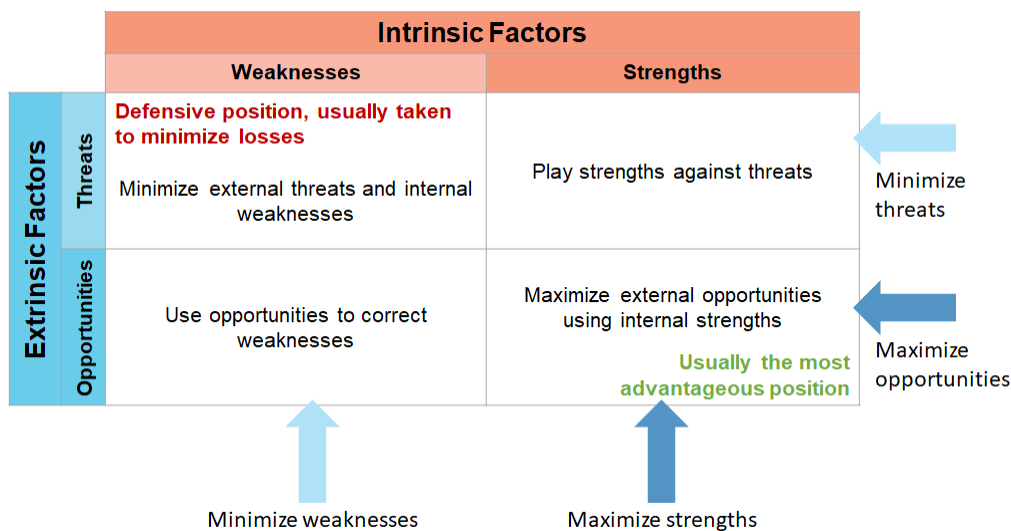 Intrinsic Factors
Weaknesses
Strengths
Extrinsic Factors
Threats
Defensive position, usually taken
to minimize losses
Minimize external threats and internal
weaknesses
Play strengths against threats
Minimize
threats
Opportunities
Use opportunities to correct
weaknesses
Maximize external opportunities
using internal strengths
Usually the most
advantageous position
Maximize
opportunities
Minimize weaknesses
Maximize strengths